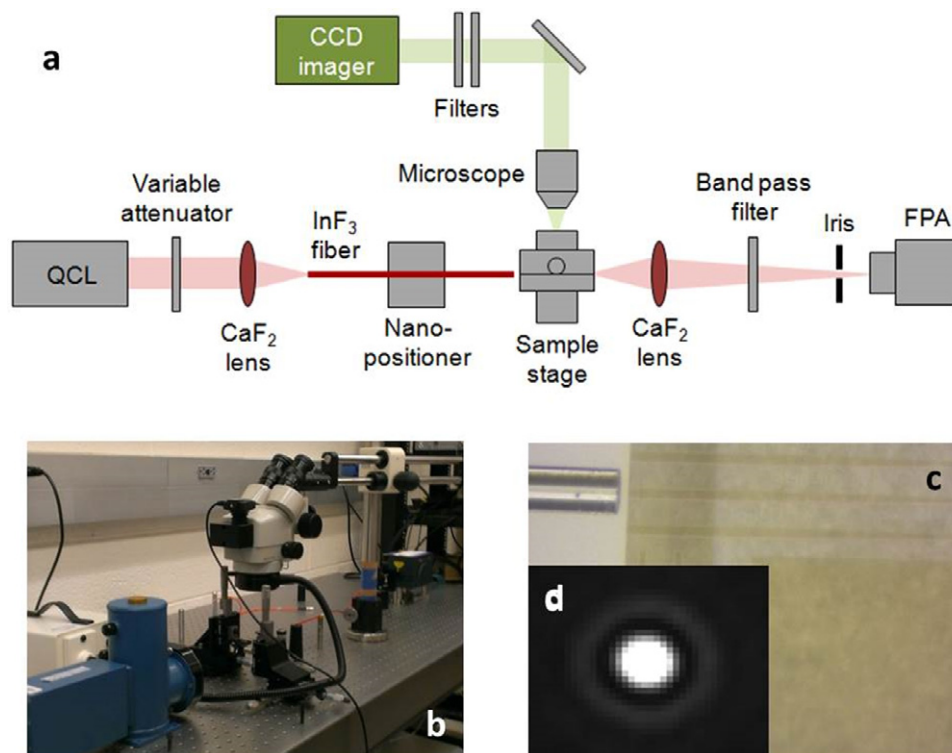 a
CCD
imager
Filters
Microscope
Variable
attenuator
InF₃
fiber
Band pass
filter
Iris
FPA
QCL
CaF₂
lens
Nano-
positioner
Sample
stage
CaF₂
lens
b
c
d